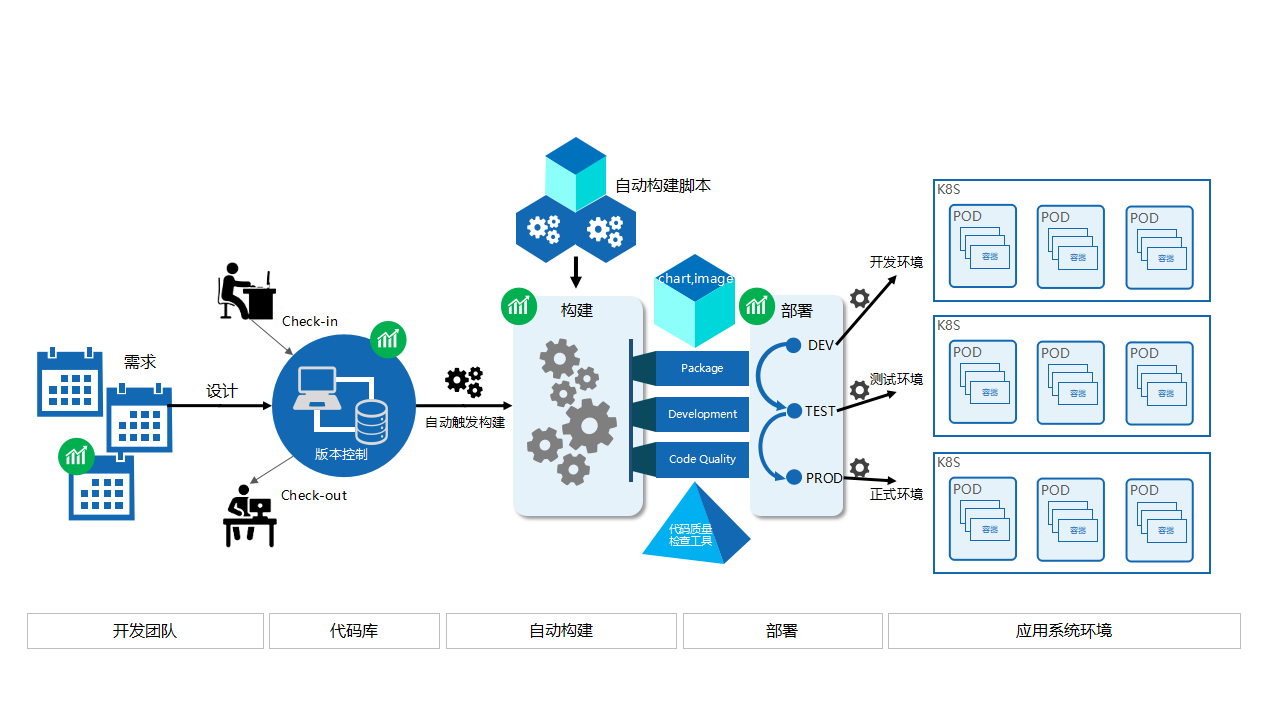 自动构建脚本
需求
设计
Check-in
版本控制
Check-out
自动触发构建
构建
chart,image
Package
Development
Code Quality
代码质量
检查工具
部署
DEV
TEST
PROD
开发环境
测试环境
正式环境
K8S
POD
容器
POD
容器
POD
容器
K8S
POD
容器
POD
容器
POD
容器
K8S
POD
容器
POD
容器
POD
容器
开发团队
代码库
自动构建
部署
应用系统环境